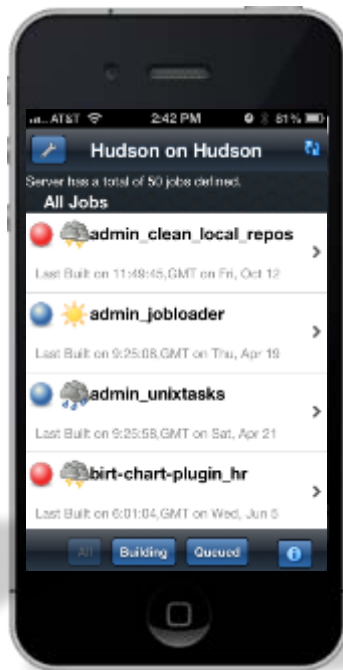 AT&T 2:42 PM 81%
Hudson on Hudson
Server has a total of 50 jobs defined.
All Jobs
admin_clean_local_repos
Last Built on 11:49:45,GMT on Fri, Oct 12
admin_jobloader
Last Built on 9:25:08,GMT on Thu, Apr 19
admin_unixtasks
Last Built on 9:25:58,GMT on Sat, Apr 21
birt-chart-plugin_hr
Last Built on 6:01:04,GMT on Wed, Jun 5
All Building Queued